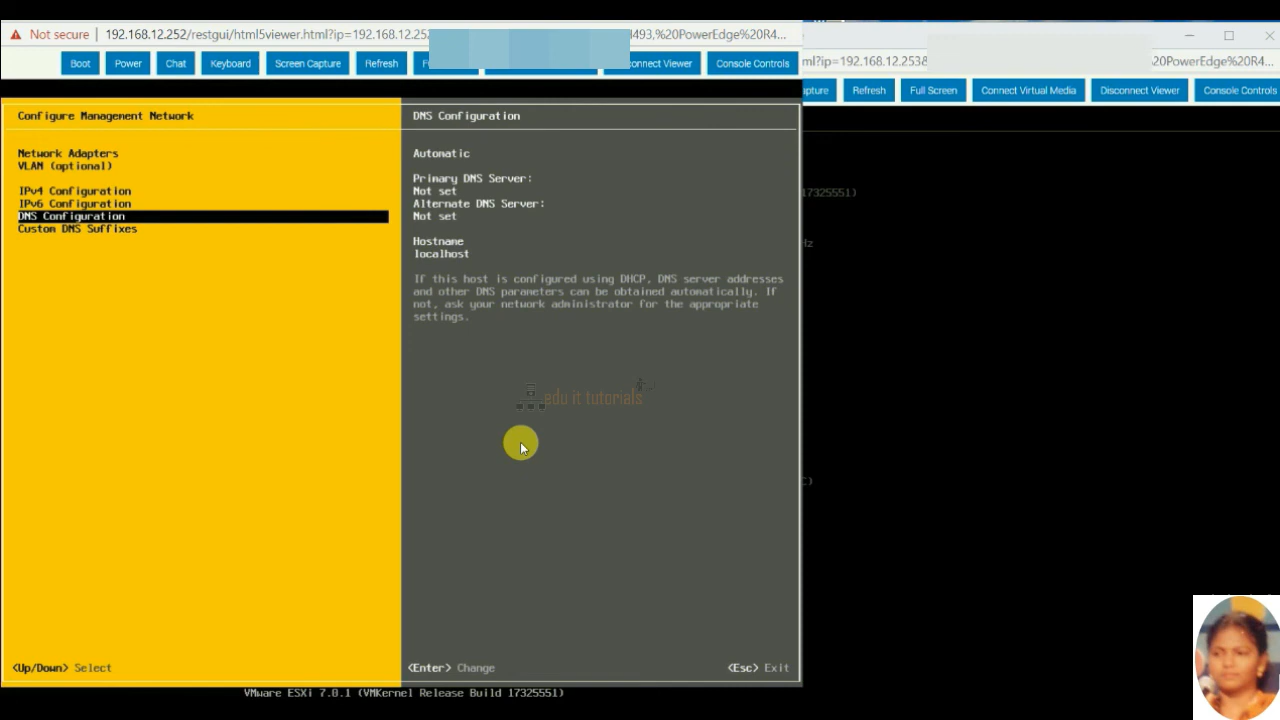 Not secure | 192.168.12.252/restgui/html5viewer.html?ip=192.168.12.25 493,%20PowerEdge%20R4...
ml?ip=192.168.12.253& 20PowerEdge%20R4...
Boot Power Chat Keyboard Screen Capture Refresh connect Viewer Console Controls
apture Refresh Full Screen Connect Virtual Media Disconnect Viewer Console Controls
Configure Management Network
Network Adapters
VLAN (optional)
IPv4 Configuration
IPv6 Configuration
DNS Configuration
Custom DNS Suffixes
<Up/Down> Select
DNS Configuration
Automatic
Primary DNS Server:
Not set
Alternate DNS Server:
Not set
Hostname
localhost
If this host is configured using DHCP, DNS server addresses
and other DNS parameters can be obtained automatically. If
not, ask your network administrator for the appropriate
settings.
edu it tutorials
<Enter> Change <Esc> Exit
17325551)
Hz
VMware ESXi 7.0.1 (VMKernel Release Build 17325551)